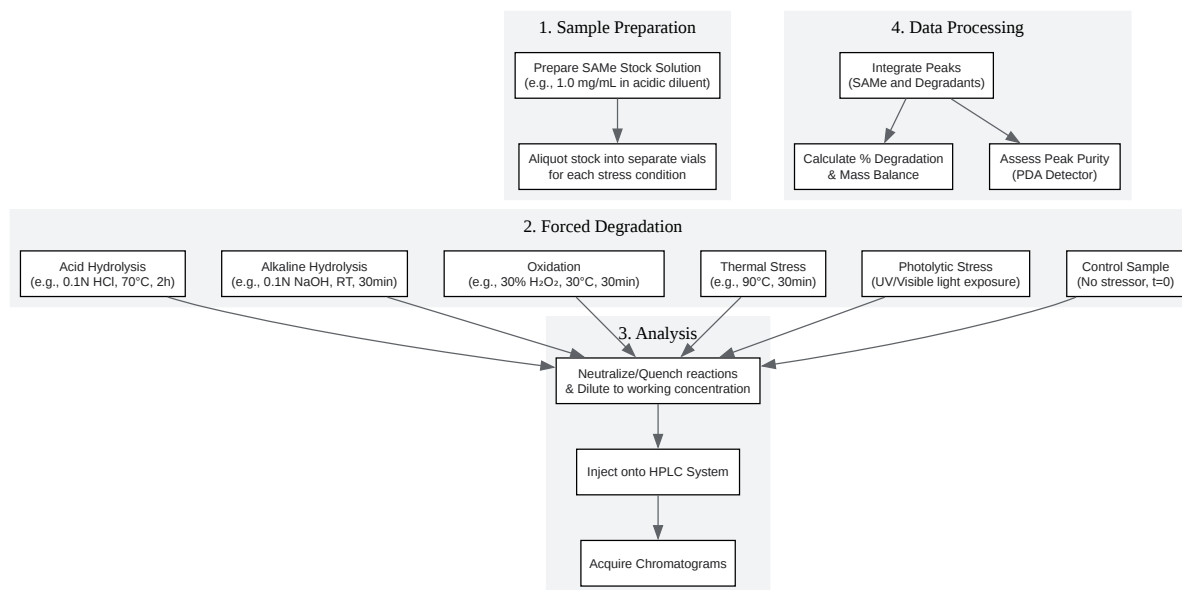 1. Sample Preparation
Prepare SAMe Stock Solution
(e.g., 1.0 mg/mL in acidic diluent)
Aliquot stock into separate vials
for each stress condition
4. Data Processing
Integrate Peaks
(SAMe and Degradants)
Calculate % Degradation
& Mass Balance
Assess Peak Purity
(PDA Detector)
2. Forced Degradation
Acid Hydrolysis
(e.g., 0.1N HCl, 70°C, 2h)
Alkaline Hydrolysis
(e.g., 0.1N NaOH, RT, 30min)
Oxidation
(e.g., 30% H₂O₂, 30°C, 30min)
Thermal Stress
(e.g., 90°C, 30min)
Photolytic Stress
(UV/Visible light exposure)
Control Sample
(No stressor, t=0)
3. Analysis
Neutralize/Quench reactions
& Dilute to working concentration
Inject onto HPLC System
Acquire Chromatograms